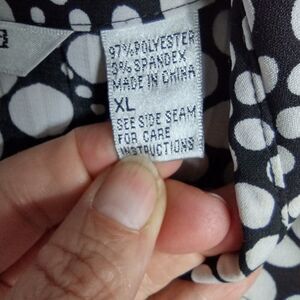 97% POLYESTER
3% SPANDEX
MADE IN CHINA
XL
SEE SIDE SEAM
FOR CARE
INSTRUCTIONS